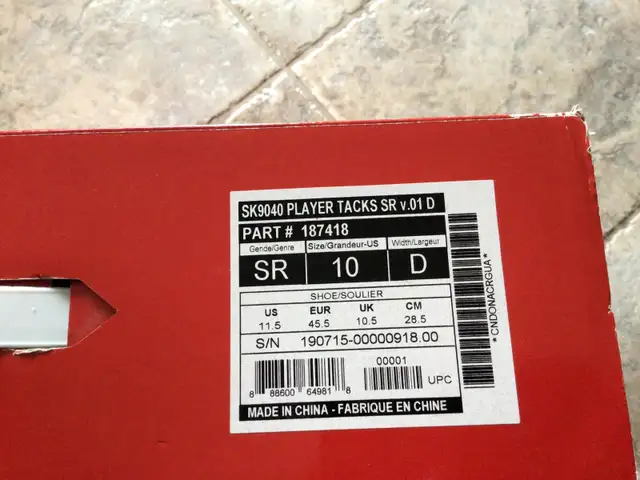 SK9040 PLAYER TACKS SR v.01 D
PART # 187418
Gende/Genre Size/Grandeur-US Width/Largeur
SR 10 D
SHOE/SOULIER
US EUR UK CM
11.5 45.5 10.5 28.5
S/N 190715-00000918.00
00001
8 88600 64981 8 UPC
MADE IN CHINA - FABRIQUE EN CHINE
*CNDONACRGUA*